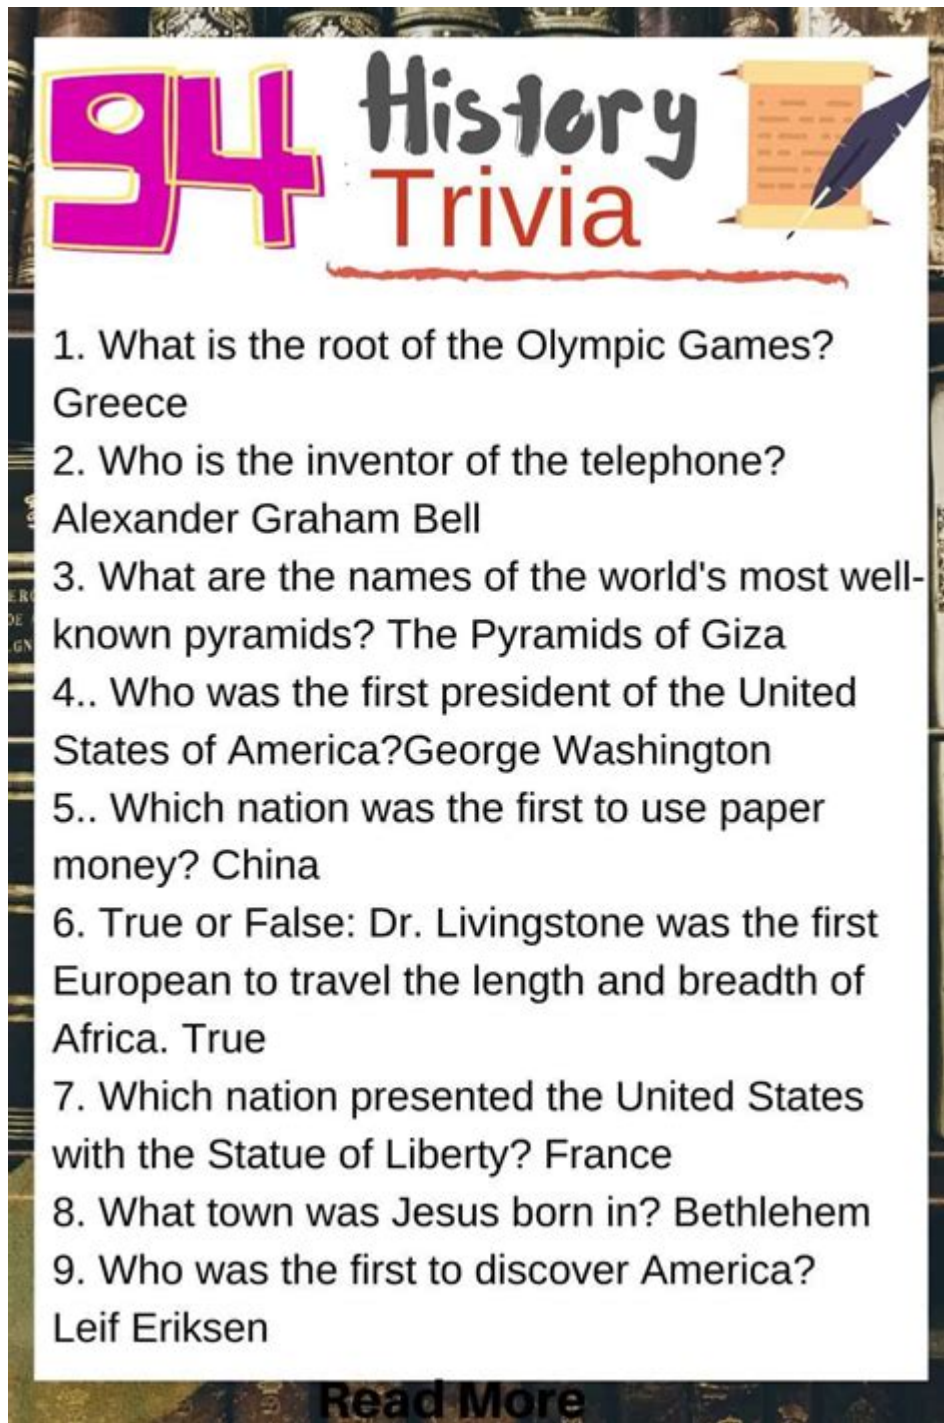 94 History
Trivia
1. What is the root of the Olympic Games?
Greece
2. Who is the inventor of the telephone?
Alexander Graham Bell
3. What are the names of the world's most well-
known pyramids? The Pyramids of Giza
4.. Who was the first president of the United
States of America?George Washington
5.. Which nation was the first to use paper
money? China
6. True or False: Dr. Livingstone was the first
European to travel the length and breadth of
Africa. True
7. Which nation presented the United States
with the Statue of Liberty? France
8. What town was Jesus born in? Bethlehem
9. Who was the first to discover America?
Leif Eriksen
Read More